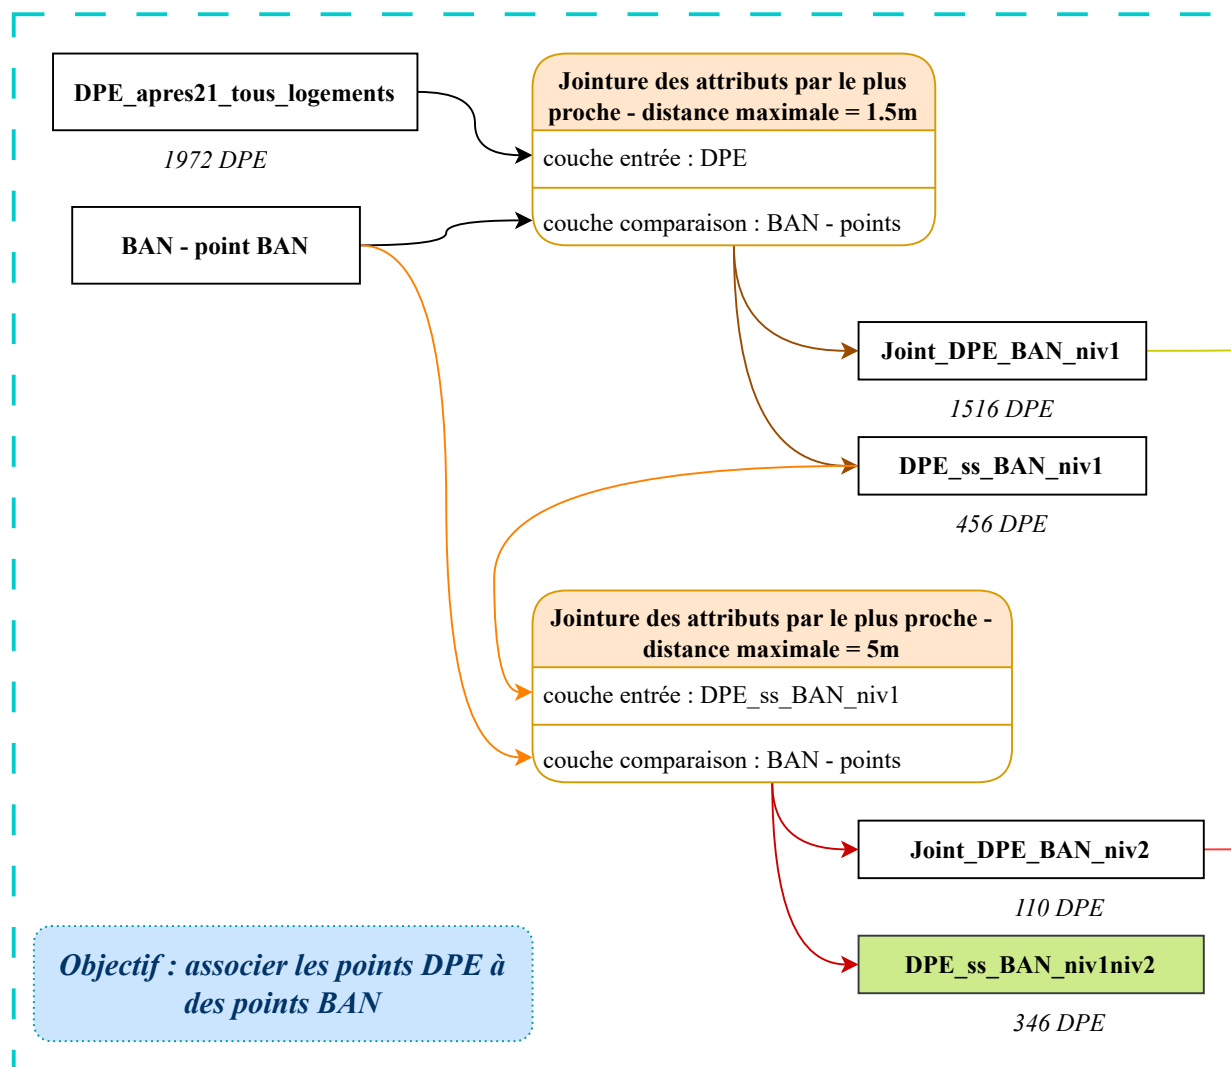 DPE_apres21_tous_logements
1972 DPE
BAN - point BAN
Jointure des attributs par le plus
proche - distance maximale = 1.5m
couche entrée : DPE
couche comparaison : BAN - points
Joint_DPE_BAN_niv1
1516 DPE
DPE_ss_BAN_niv1
456 DPE
Jointure des attributs par le plus proche -
distance maximale = 5m
couche entrée : DPE_ss_BAN_niv1
couche comparaison : BAN - points
Joint_DPE_BAN_niv2
110 DPE
DPE_ss_BAN_niv1niv2
346 DPE
Objectif : associer les points DPE à
des points BAN